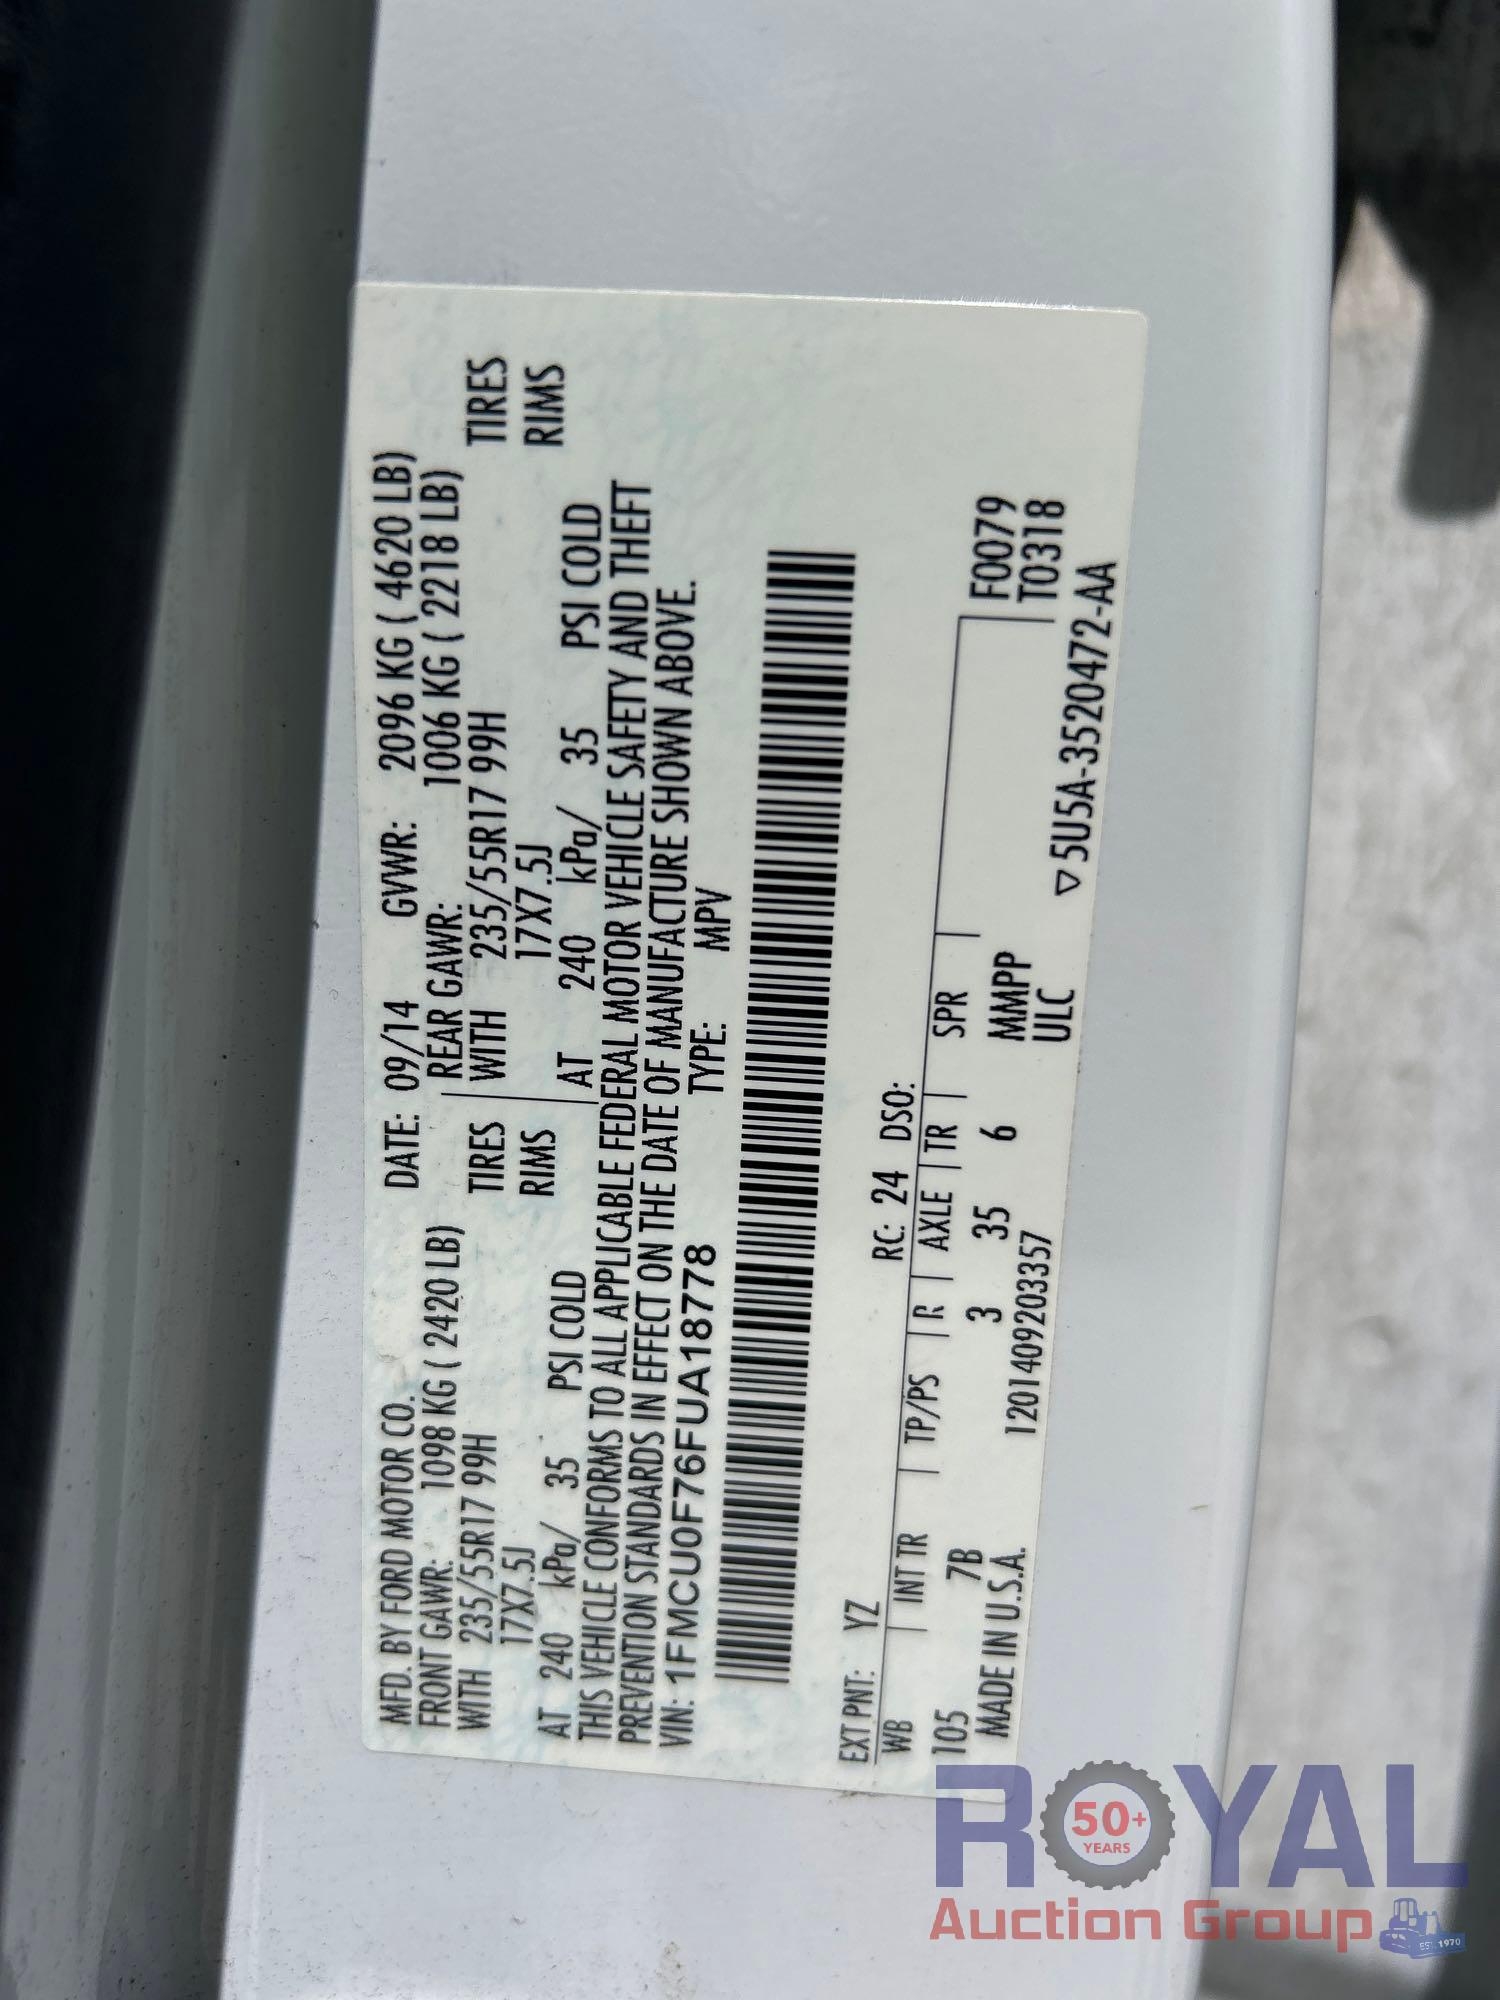 MFD. BY FORD MOTOR CO. DATE: 09/14 GVWR: 2096 KG ( 4620 LB)
FRONT GAWR: 1098 KG ( 2420 LB) REAR GAWR: 1006 KG ( 2218 LB)
WITH 235/55R17 99H TIRES WITH 235/55R17 99H TIRES
17X7.5J RIMS 17X7.5J RIMS
AT 240 kPa/ 35 PSI COLD AT 240 kPa/ 35 PSI COLD
THIS VEHICLE CONFORMS TO ALL APPLICABLE FEDERAL MOTOR VEHICLE SAFETY AND THEFT
PREVENTION STANDARDS IN EFFECT ON THE DATE OF MANUFACTURE SHOWN ABOVE.
VIN: 1FMCU0F76FUA18778 TYPE: MPV
EXT PNT: YZ RC: 24 DSO:
WB INT TR TP/PS R AXLE TR SPR
105 7B 3 35 6 MMPP F0079
MADE IN U.S.A. 1201409203357 ULC T0318
▽5U5A-3520472-AA
ROYAL
50+
YEARS
Auction Group
EST. 1970